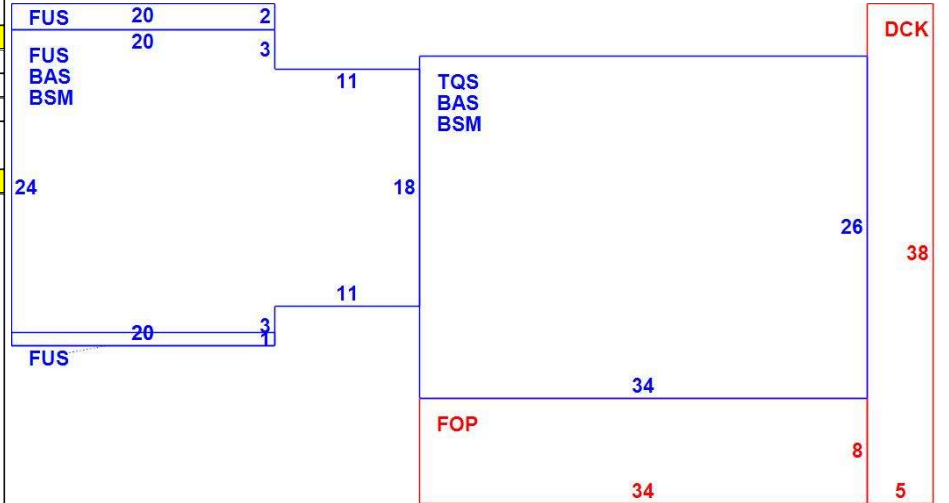 FUS 20 2
DCK
20 3
FUS
BAS
BSM
11
TQS
BAS
BSM
24
18
26
38
11
3
20 1
FUS
34
FOP
8
34
5